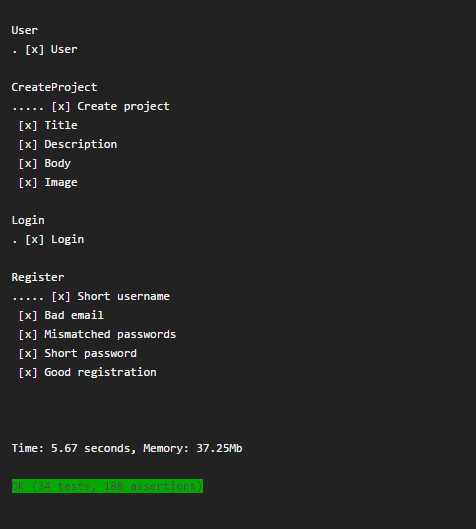 User
. [x] User
CreateProject
..... [x] Create project
[x] Title
[x] Description
[x] Body
[x] Image
Login
. [x] Login
Register
..... [x] Short username
[x] Bad email
[x] Mismatched passwords
[x] Short password
[x] Good registration
Time: 5.67 seconds, Memory: 37.25Mb
OK (34 tests, 188 assertions)